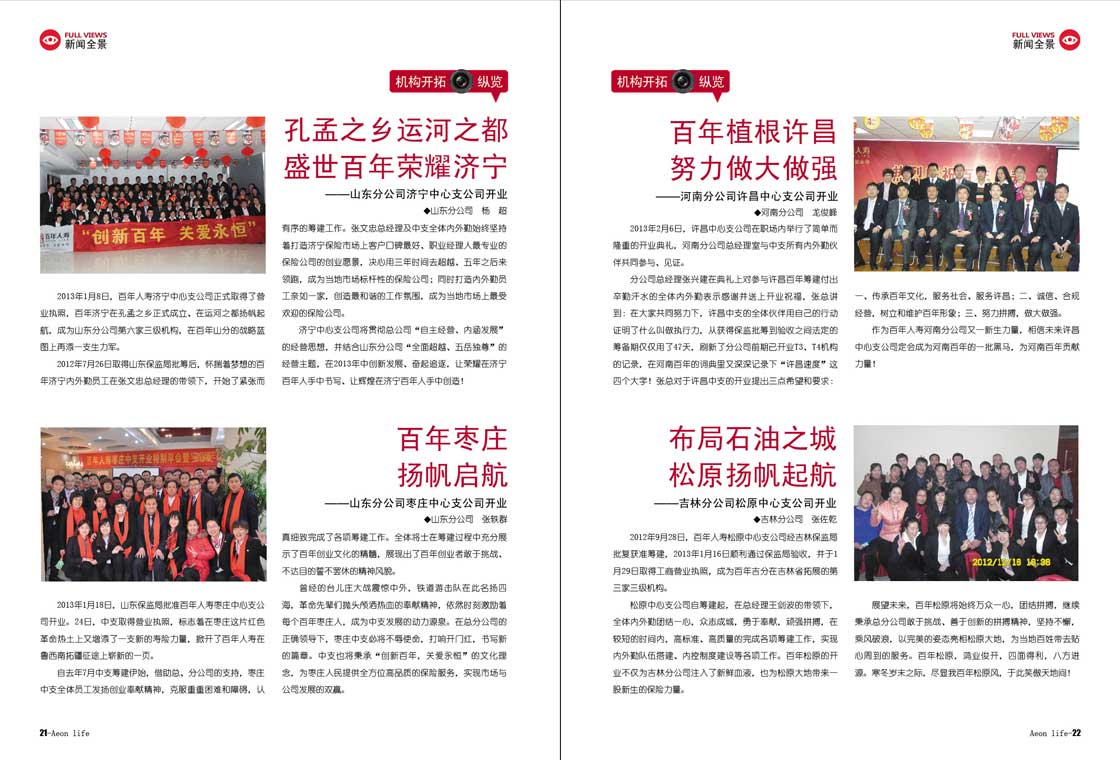 FULL VIEWS
新闻全景
机构开拓 纵览
孔孟之乡运河之都
盛世百年荣耀济宁
——山东分公司济宁中心支公司开业
◆山东分公司 杨 超
百年人寿
“创新百年 关爱永恒”
2013年1月8日，百年人寿济宁中心支公司正式取得了营
业执照，百年济宁在孔孟之乡正式成立、在运河之都扬帆起
航，成为山东分公司第六家三级机构，在百年山分的战略蓝
图上再添一支生力军。
2012年7月26日取得山东保监局批筹后，怀揣着梦想的百
年济宁内外勤员工在张文忠总经理的带领下，开始了紧张而
有序的筹建工作。张文忠总经理及中支全体内外勤始终坚持
着打造济宁保险市场上客户口碑最好、职业经理人最专业的
保险公司的创业愿景，决心用三年时间去超越、五年之后来
领跑，成为当地市场标杆性的保险公司；同时打造内外勤员
工亲如一家，创造最和谐的工作氛围，成为当地市场上最受
欢迎的保险公司。
济宁中心支公司将贯彻总公司“自主经营、内涵发展”
的经营思想，并结合山东分公司“全面超越、五岳独尊”的
经营主题，在2013年中创新发展、奋起追逐，让荣耀在济宁
百年人手中书写、让辉煌在济宁百年人手中创造！
百年枣庄
扬帆启航
——山东分公司枣庄中心支公司开业
◆山东分公司 张轶群
百年人寿枣庄中支开业特别早会暨
2013年1月18日，山东保监局批准百年人寿枣庄中心支公
司开业。24日，中支取得营业执照，标志着在枣庄这片红色
革命热土上又增添了一支新的寿险力量，掀开了百年人寿在
鲁西南拓疆征途上崭新的一页。
自去年7月中支筹建伊始，借助总、分公司的支持，枣庄
中支全体员工发扬创业奉献精神，克服重重困难和障碍，认
真细致完成了各项筹建工作。全体将士在筹建过程中充分展
示了百年创业文化的精髓，展现出了百年创业者敢于挑战、
不达目的誓不罢休的精神风貌。
曾经的台儿庄大战震惊中外，铁道游击队在此名扬四
海，革命先辈们抛头颅洒热血的奉献精神，依然时刻激励着
每个百年枣庄人，成为中支发展的动力源泉。在总分公司的
正确领导下，枣庄中支必将不辱使命，打响开门红，书写新
的篇章。中支也将秉承“创新百年，关爱永恒”的文化理
念，为枣庄人民提供全方位高品质的保险服务，实现市场与
公司发展的双赢。
21-Aeon life
FULL VIEWS
新闻全景
机构开拓 纵览
百年植根许昌
努力做大做强
——河南分公司许昌中心支公司开业
◆河南分公司 龙俊峰
2013年2月6日，许昌中心支公司在职场内举行了简单而
隆重的开业典礼，河南分公司总经理室与中支所有内外勤伙
伴共同参与、见证。
分公司总经理张兴建在典礼上对参与许昌百年筹建付出
辛勤汗水的全体内外勤表示感谢并送上开业祝福，张总讲
到：在大家共同努力下，许昌中支的全体伙伴用自己的行动
证明了什么叫做执行力，从获得保监批筹到验收之间法定的
筹备期仅仅用了47天，刷新了分公司前期己开业T3、T4机构
的记录，在河南百年的词典里又深深记录下“许昌速度”这
四个大字！张总对于许昌中支的开业提出三点希望和要求：
一、传承百年文化，服务社会、服务许昌；二、诚信、合规
经营，树立和维护百年形象；三、努力拼搏，做大做强。
作为百年人寿河南分公司又一新生力量，相信未来许昌
中心支公司定会成为河南百年的一批黑马，为河南百年贡献
力量！
布局石油之城
松原扬帆起航
——吉林分公司松原中心支公司开业
◆吉林分公司 张佐乾
2012/12/16 16:36
2012年9月28日，百年人寿松原中心支公司经吉林保监局
批复获准筹建，2013年1月16日顺利通过保监局验收，并于1
月29日取得工商营业执照，成为百年吉分在吉林省拓展的第
三家三级机构。
松原中心支公司自筹建起，在总经理王剑波的带领下，
全体内外勤团结一心，众志成城，勇于奉献，顽强拼搏，在
较短的时间内，高标准、高质量的完成各项筹建工作，实现
内外勤队伍搭建、内控制度建设等各项工作。百年松原的开
业不仅为吉林分公司注入了新鲜血液，也为松原大地带来一
股新生的保险力量。
展望未来，百年松原将始终万众一心，团结拼搏，继续
秉承总分公司敢于挑战、善于创新的拼搏精神，坚持不懈，
乘风破浪，以完美的姿态亮相松原大地，为当地百姓带去贴
心周到的服务。百年松原，鸿业俊开，四面得利，八方进
源。寒冬岁末之际，尽显我百年松原风，于此笑傲天地间！
Aeon life-22